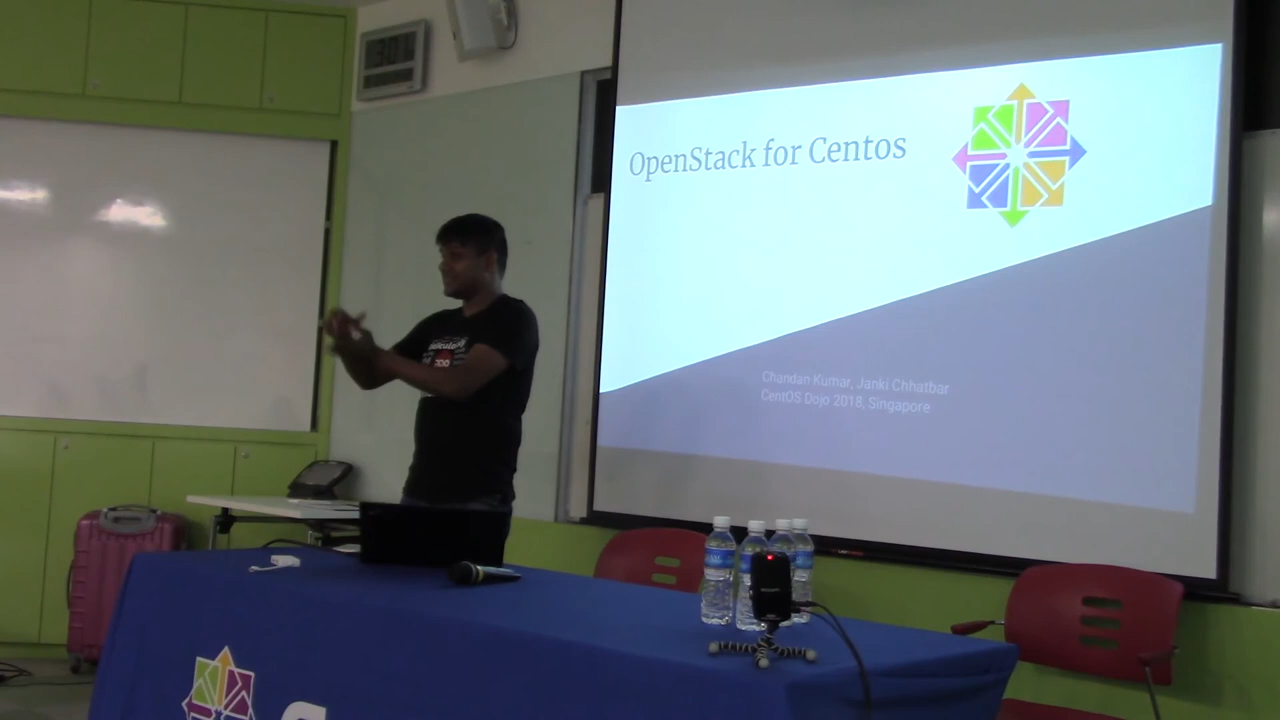 OpenStack for Centos
Chandan Kumar, Janki Chhatbar
CentOS Dojo 2018, Singapore